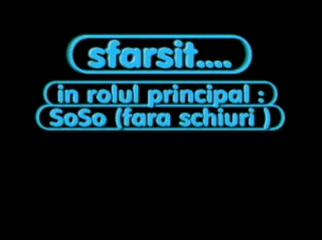 sfarsit....
in rolul principal :
SoSo (fara schiuri )